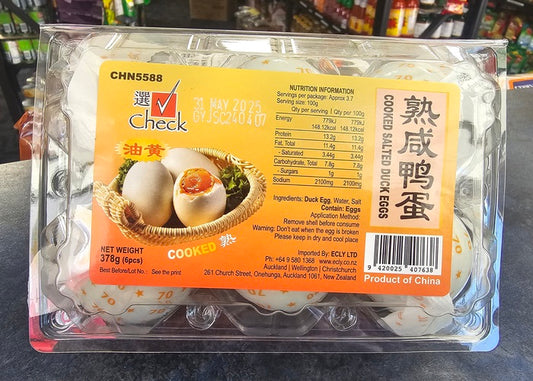 CHN5588
選
Check
31 MAY 2025
GYJSC240407
油黄
COOKED 熟
NET WEIGHT
378g (6pcs)
Best Before/Lot No.: See the print
NUTRITION INFORMATION
Servings per package: Approx 3.7
Serving size: 100g
Qty per serving / Qty per 100g
Energy 779kJ 779kJ
148.12kcal 148.12kcal
Protein 13.2g 13.2g
Fat, Total 11.4g 11.4g
- Saturated 3.44g 3.44g
Carbohydrate, Total 7.8g 7.8g
- Surgars 1g 1g
Sodium 2100mg 2109mg
Ingredients: Duck Egg, Water, Salt
Contain: Eggs
Application Method:
Remove shell before consume
Warning: Don't eat when the egg is broken
Please keep in dry and cool place
Imported By: ECLY LTD
Ph: +64 9 580 1368 www.ecly.co.nz
Auckland | Wellington | Christchurch
261 Church Street, Onehunga, Auckland 1061, New Zealand
熟咸鸭蛋
COOKED SALTED DUCK EGGS
9 420025 407638
Product of China
70
70
70